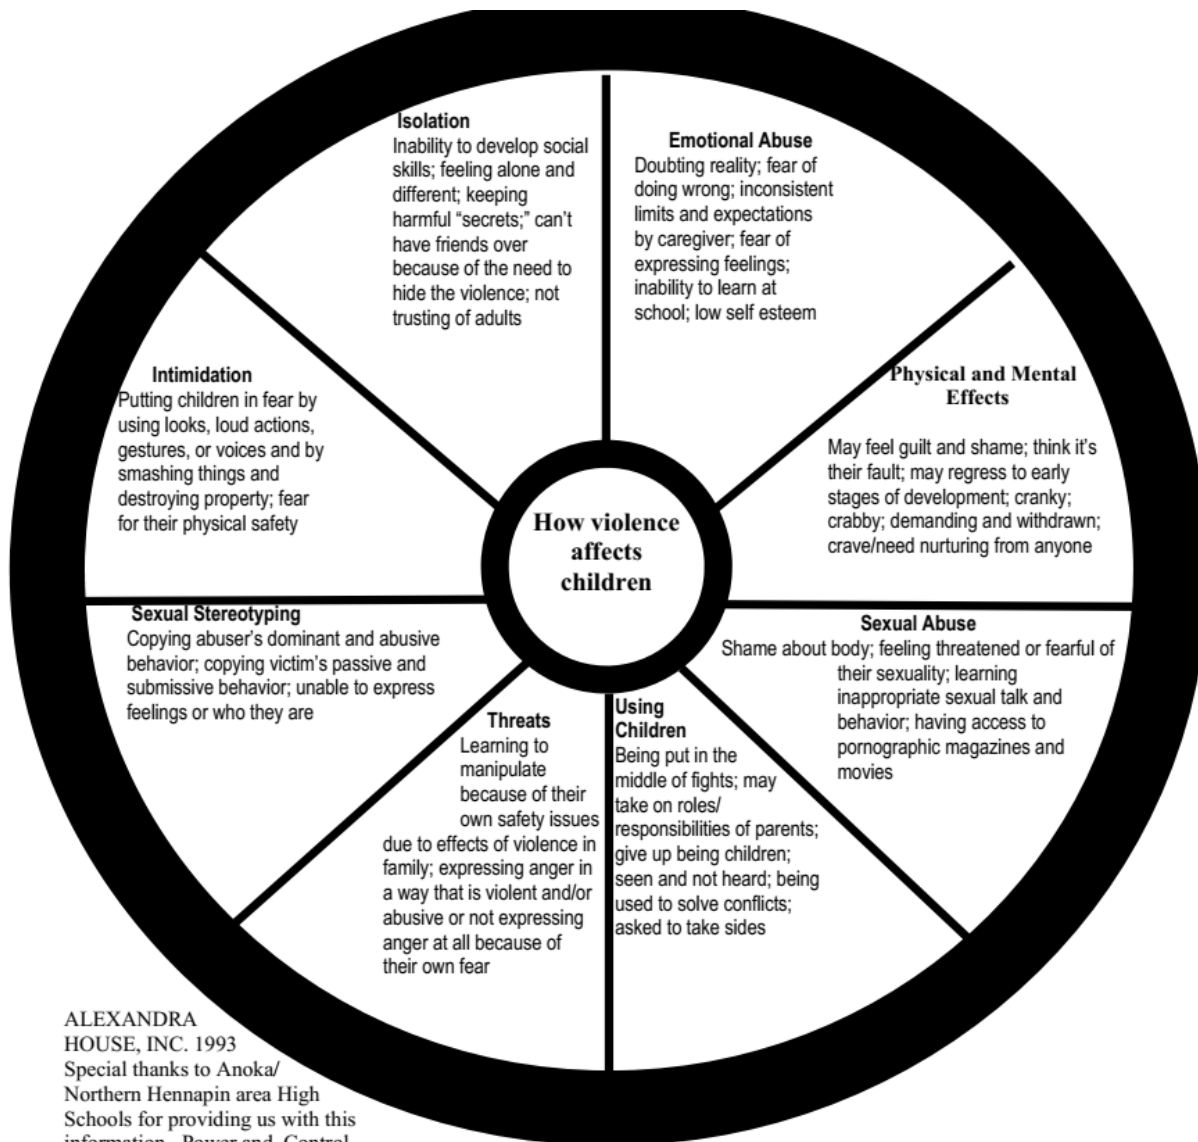 Isolation
Inability to develop social
skills; feeling alone and
different; keeping
harmful “secrets;” can’t
have friends over
because of the need to
hide the violence; not
trusting of adults
Emotional Abuse
Doubting reality; fear of
doing wrong; inconsistent
limits and expectations
by caregiver; fear of
expressing feelings;
inability to learn at
school; low self esteem
Physical and Mental
Effects
May feel guilt and shame; think it’s
their fault; may regress to early
stages of development; cranky;
crabby; demanding and withdrawn;
crave/need nurturing from anyone
Intimidation
Putting children in fear by
using looks, loud actions,
gestures, or voices and by
smashing things and
destroying property; fear
for their physical safety
How violence
affects
children
Sexual Stereotyping
Copying abuser’s dominant and abusive
behavior; copying victim’s passive and
submissive behavior; unable to express
feelings or who they are
Sexual Abuse
Shame about body; feeling threatened or fearful of
their sexuality; learning
inappropriate sexual talk and
behavior; having access to
pornographic magazines and
movies
Threats
Learning to
manipulate
because of their
own safety issues
due to effects of violence in
family; expressing anger in
a way that is violent and/or
abusive or not expressing
anger at all because of
their own fear
Using
Children
Being put in the
middle of fights; may
take on roles/
responsibilities of parents;
give up being children;
seen and not heard; being
used to solve conflicts;
asked to take sides
ALEXANDRA
HOUSE, INC. 1993
Special thanks to Anoka/
Northern Hennapin area High
Schools for providing us with this
information. Power and Control